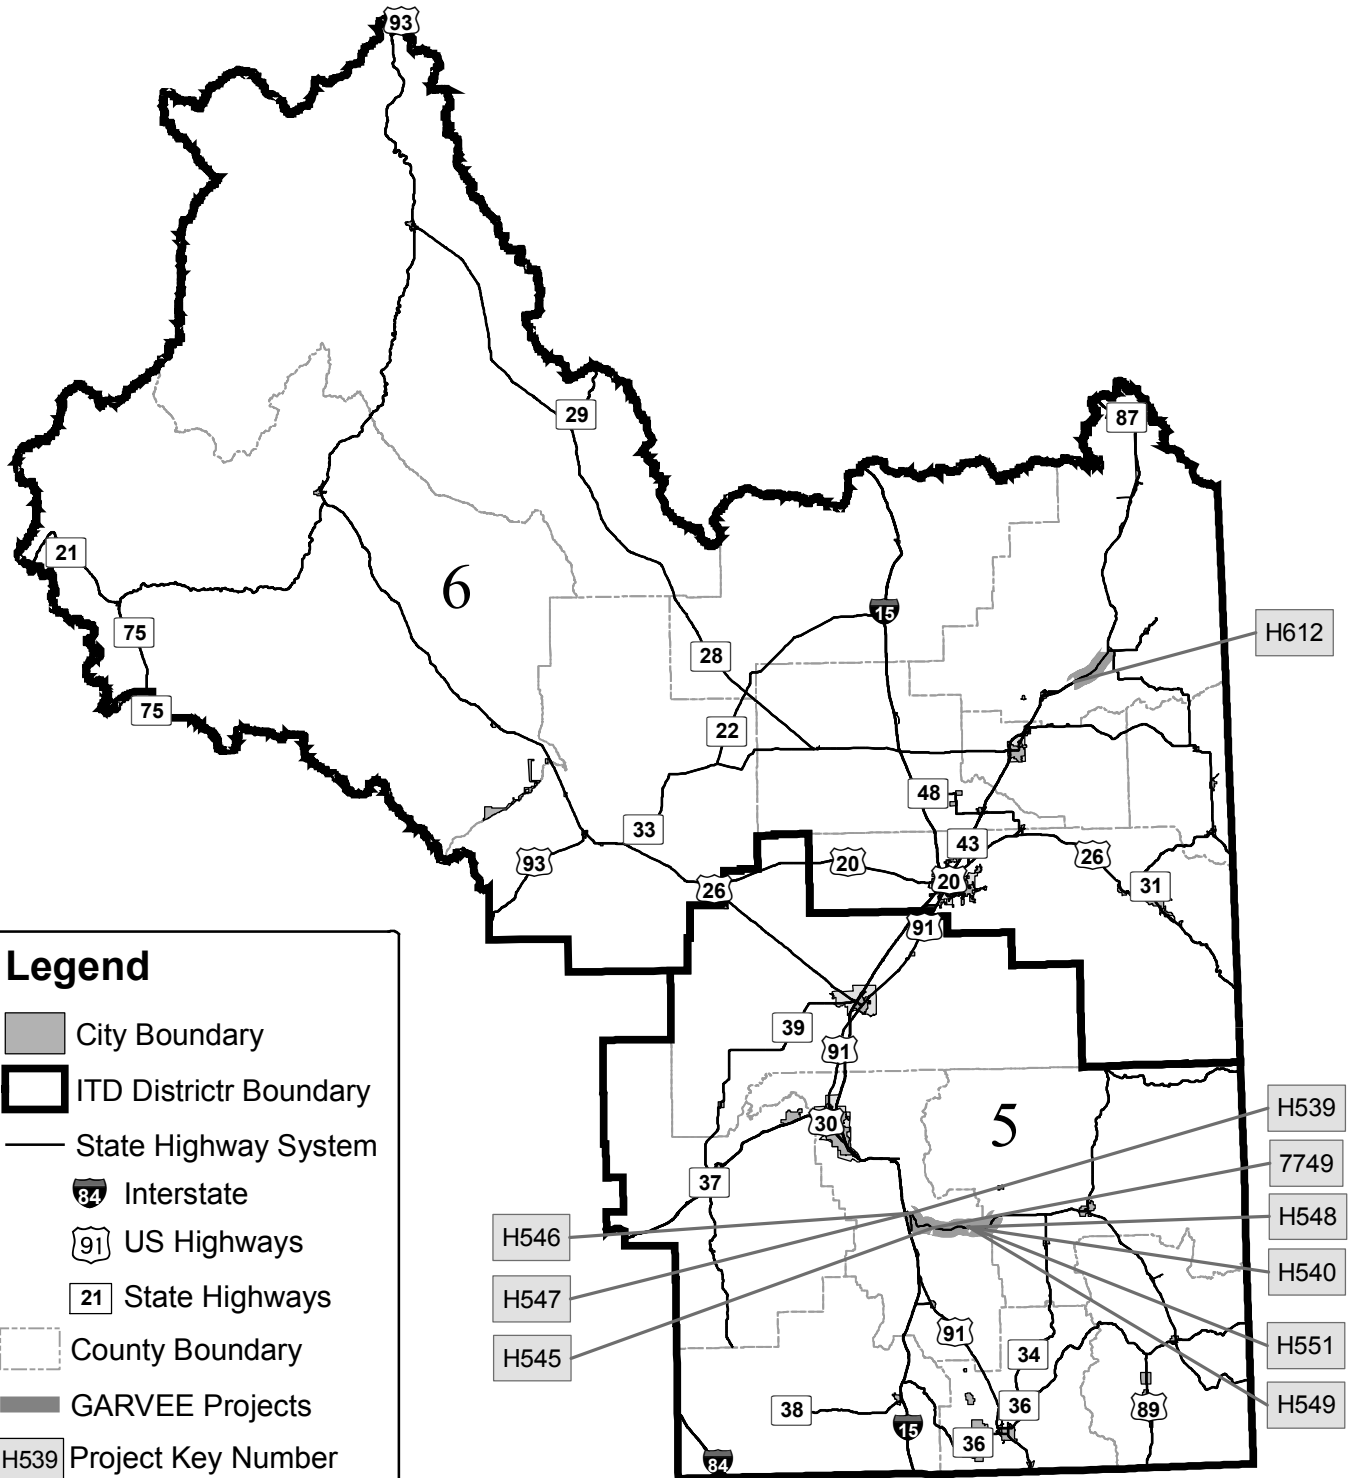 93
29
87
21
6
15
75
H612
28
75
22
48
33
43
93
20
26
26
20
31
91
Legend
City Boundary
39
ITD Districtr Boundary
91
30
5
H539
State Highway System
7749
84 Interstate
37
H548
H546
91 US Highways
H540
21 State Highways
H547
County Boundary
91
H551
34
H545
GARVEE Projects
38
36
89
H549
15
36
H539 Project Key Number
84